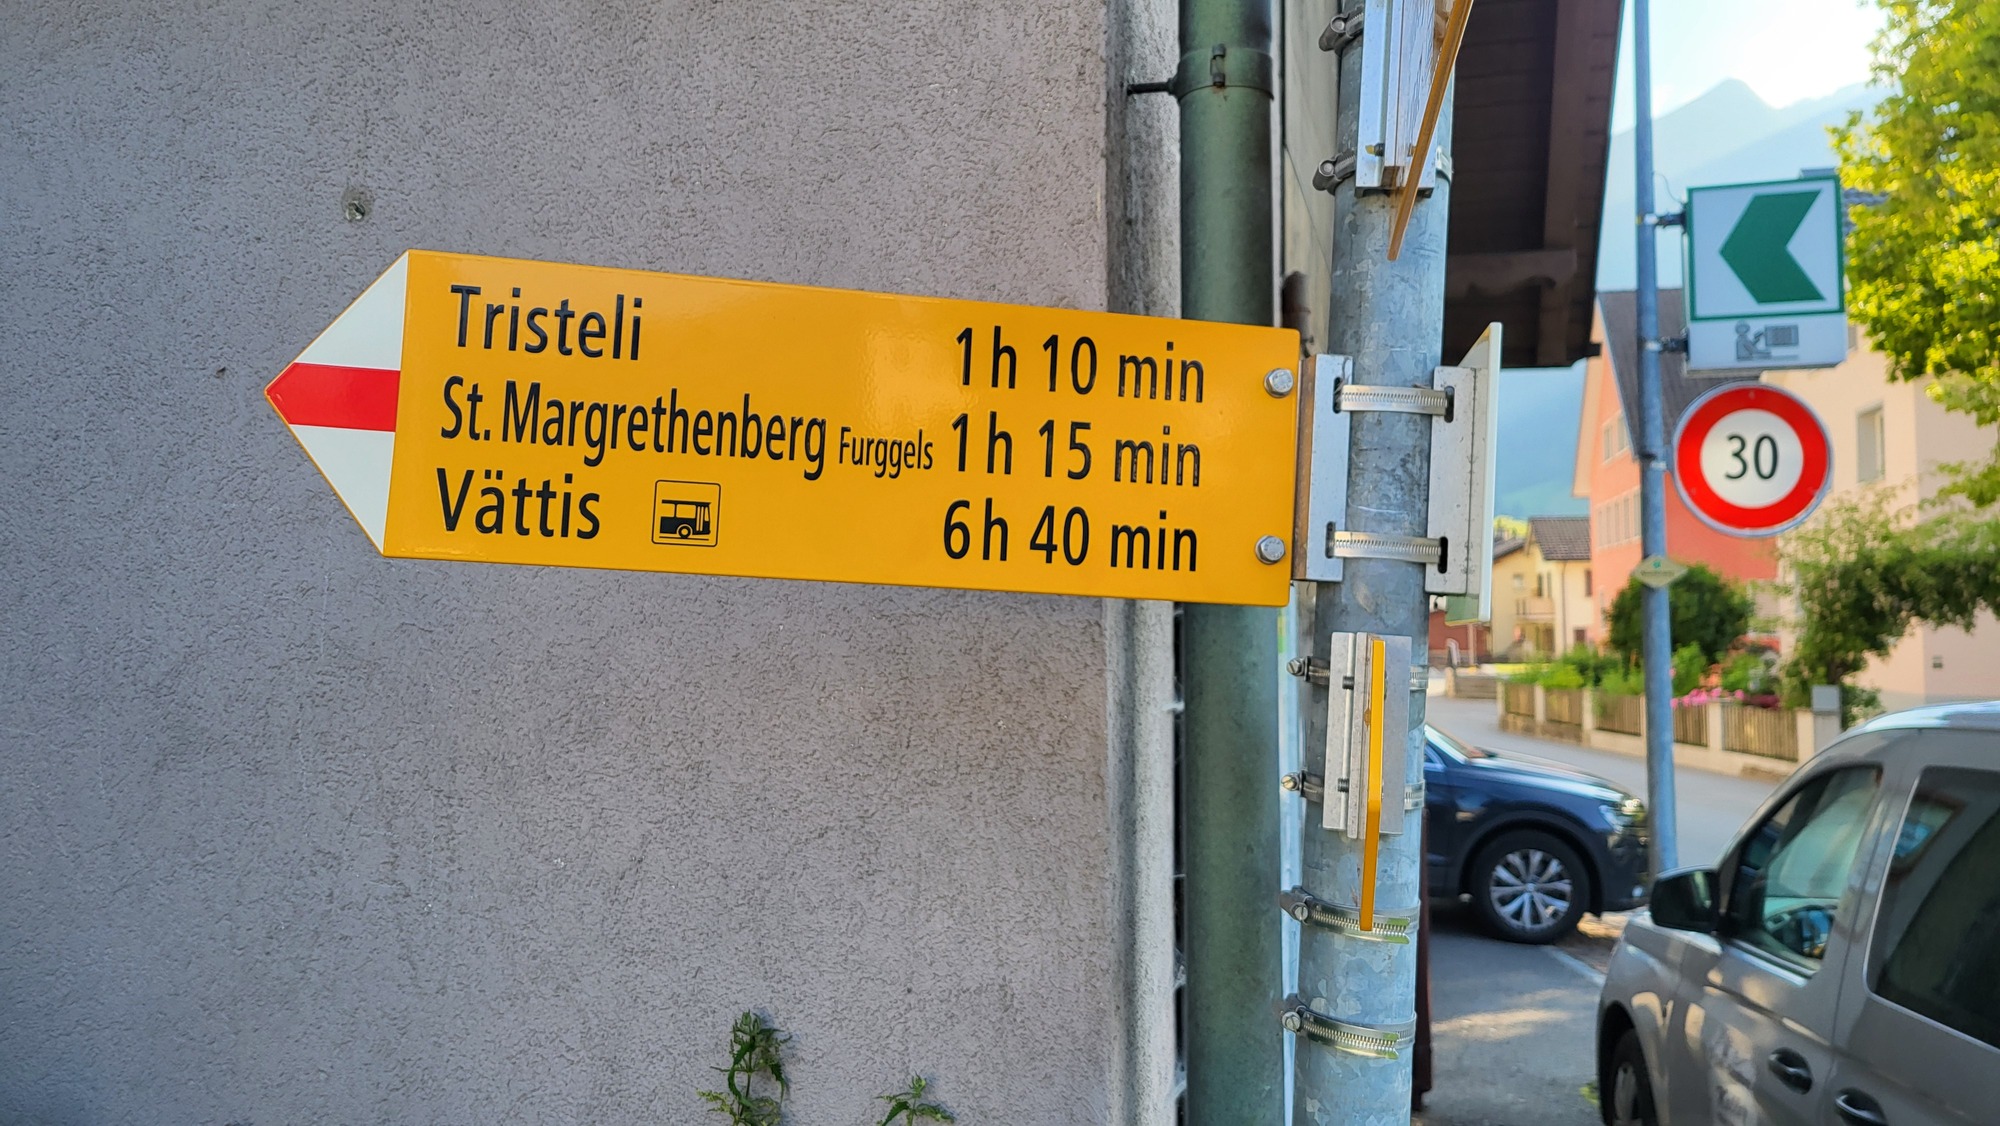 Tristeli 1 h 10 min
St. Margrethenberg Furggels 1 h 15 min
Vättis 6 h 40 min
30